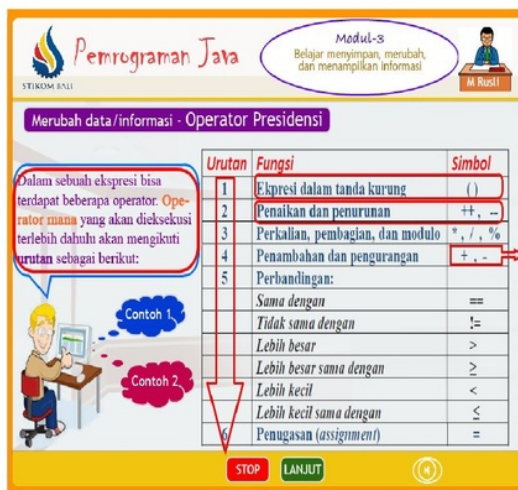 STIKOM BALI
Pemrograman Java
Modul-3
Belajar menyimpan, merubah,
dan menampilkan informasi
M Rusli
Merubah data/informasi - Operator Presidensi
Dalam sebuah ekspresi bisa
terdapat beberapa operator. Ope-
rator mana yang akan dieksekusi
terlebih dahulu akan mengikuti
urutan sebagai berikut:
Contoh 1
Contoh 2
Urutan Fungsi Simbol
1 Ekpresi dalam tanda kurung ( )
2 Penaikan dan penurunan ++, --
3 Perkalian, pembagian, dan modulo *, /, %
4 Penambahan dan pengurangan +, -
5 Perbandingan:
Sama dengan ==
Tidak sama dengan !=
Lebih besar >
Lebih besar sama dengan ≥
Lebih kecil <
Lebih kecil sama dengan ≤
6 Penugasan (assignment) =
STOP LANJUT